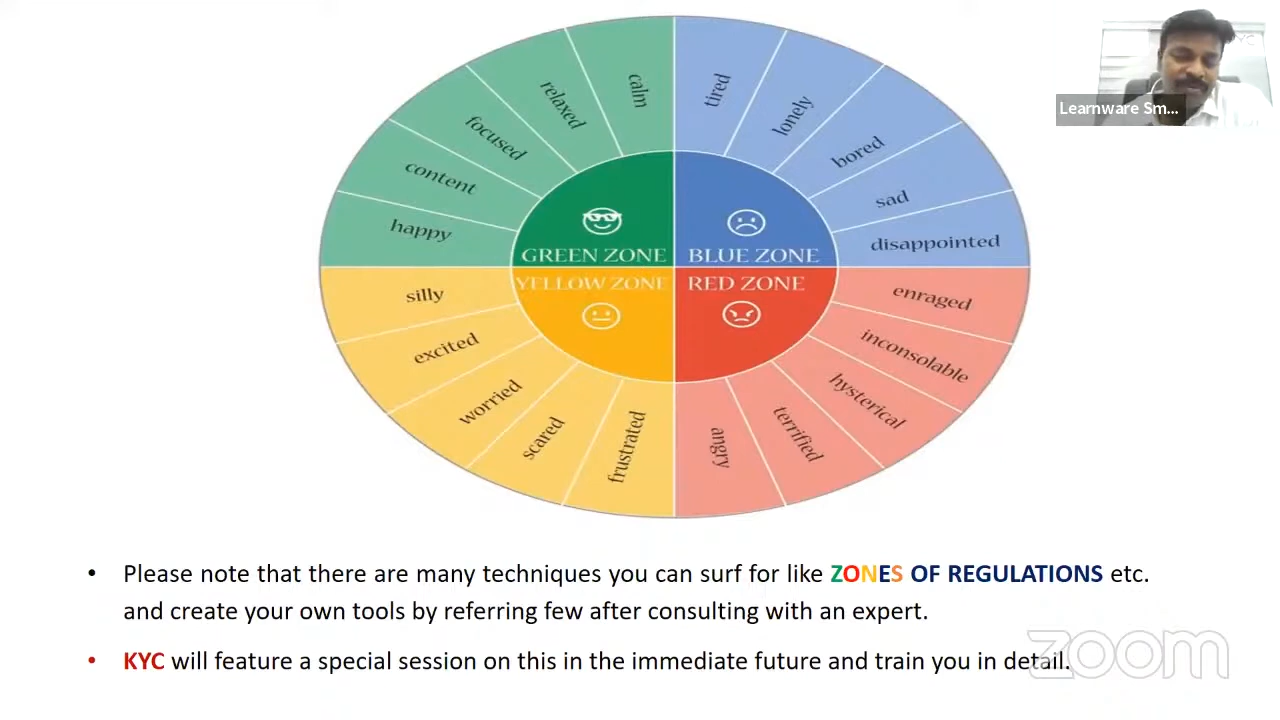 calm
relaxed
focused
content
happy
tired
lonely
bored
sad
disappointed
GREEN ZONE
BLUE ZONE
YELLOW ZONE
RED ZONE
silly
excited
worried
scared
frustrated
enraged
inconsolable
hysterical
terrified
angry
KYC
Learnware Sm...
• Please note that there are many techniques you can surf for like ZONES OF REGULATIONS etc.
and create your own tools by referring few after consulting with an expert.
• KYC will feature a special session on this in the immediate future and train you in detail.
zoom